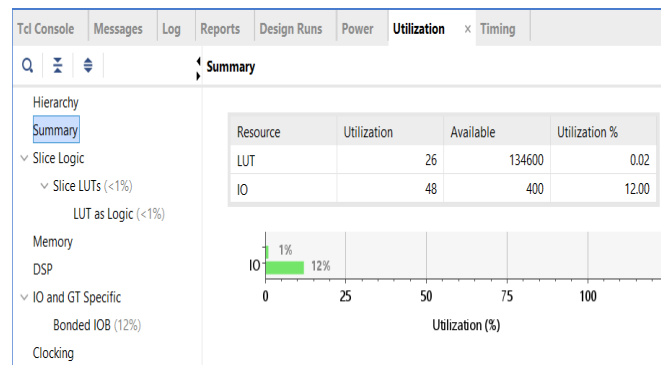 Tcl Console Messages Log Reports Design Runs Power Utilization × Timing
Summary
Hierarchy
Summary
Slice Logic
Slice LUTs (<1%)
LUT as Logic (<1%)
Memory
DSP
IO and GT Specific
Bonded IOB (12%)
Clocking
Resource Utilization Available Utilization %
LUT 26 134600 0.02
IO 48 400 12.00
1%
IO 12%
0 25 50 75 100
Utilization (%)